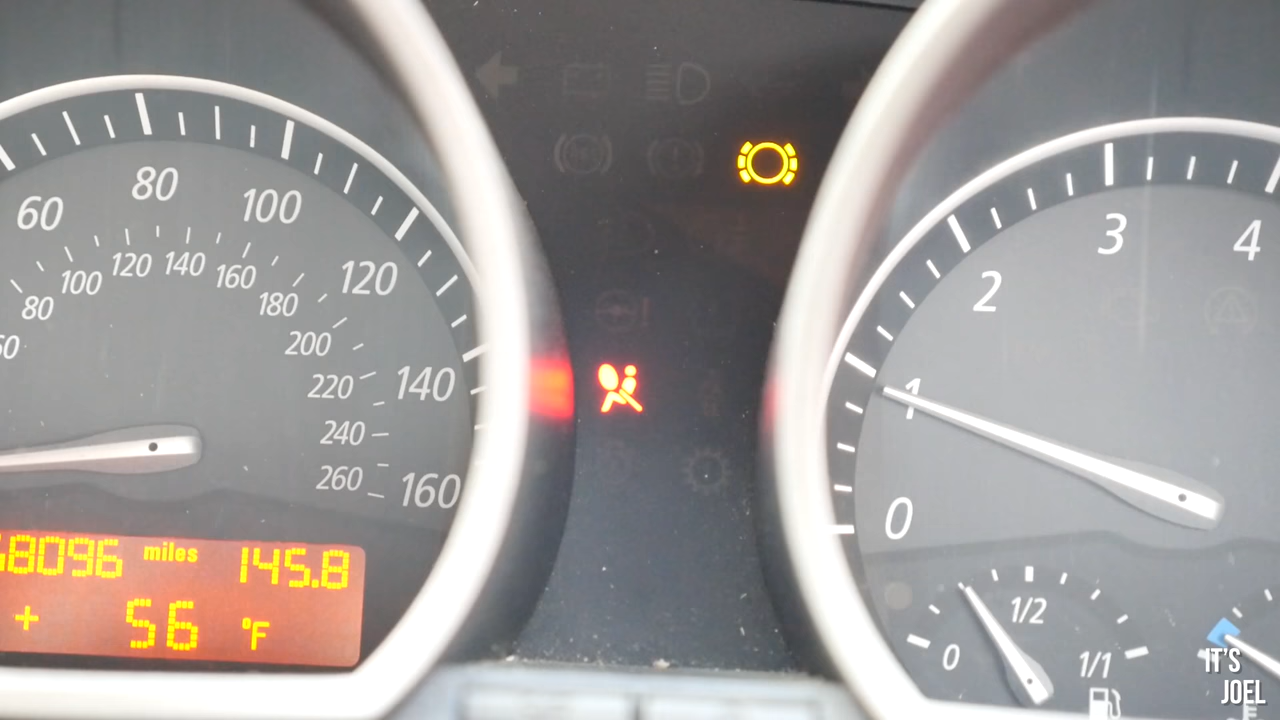 60 80 100 120 140 160
80 100 120 140 160 180 200 220 240 260
8096 miles 145.8
+ 56 °F
0 1 2 3 4
0 1/2 1/1
IT'S
JOEL